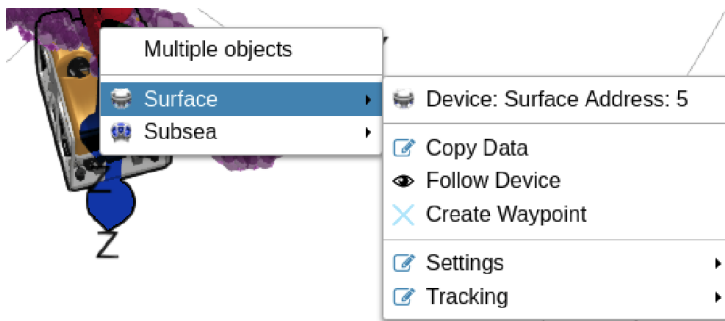 Multiple objects
Surface
Subsea
Device: Surface Address: 5
Copy Data
Follow Device
Create Waypoint
Settings
Tracking
Z
Z